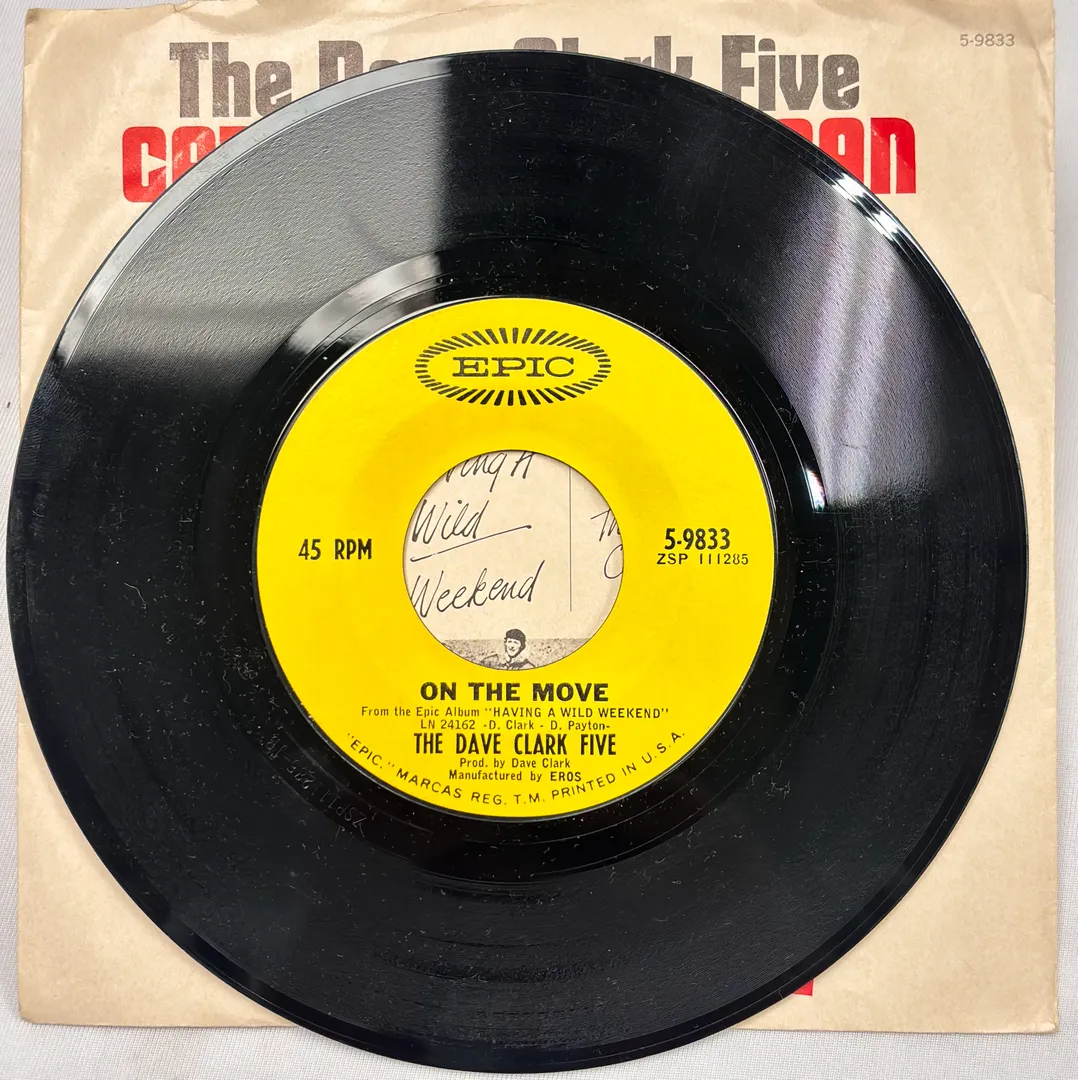 5-9833
The Clark Five
EPIC
ving A
Wild
Weekend
45 RPM
5-9833
ZSP 111285
ON THE MOVE
From the Epic Album "HAVING A WILD WEEKEND"
LN 24162 -D. Clark - D. Payton-
THE DAVE CLARK FIVE
Prod. by Dave Clark
Manufactured by EROS
"EPIC," MARCAS REG. T.M. PRINTED IN U.S.A.